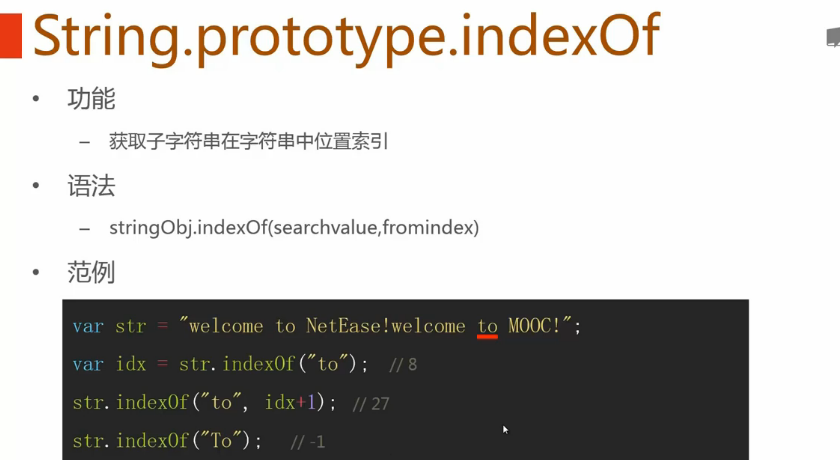 String.prototype.indexOf
• 功能
– 获取子字符串在字符串中位置索引
• 语法
– stringObj.indexOf(searchvalue,fromindex)
• 范例
var str = "welcome to NetEase!welcome to MOOC!";
var idx = str.indexOf("to"); // 8
str.indexOf("to", idx+1); // 27
str.indexOf("To"); // -1